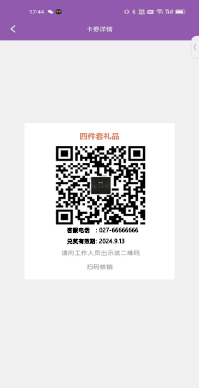 17:44
卡券详情
四件套礼品
客服电话 : 027-66666666
兑奖有效期: 2024.9.13
请向工作人员出示该二维码
扫码核销